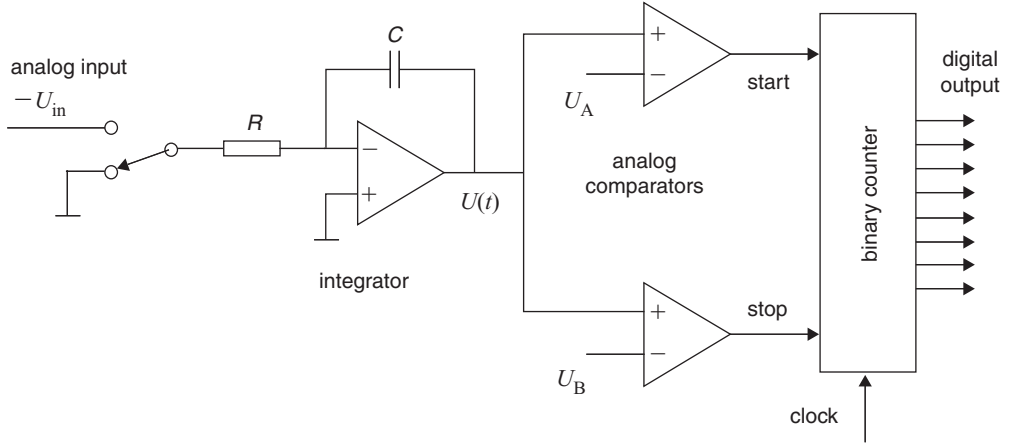 analog input
−U_in
R
C
integrator
U(t)
U_A
start
analog
comparators
stop
U_B
binary counter
clock
digital
output